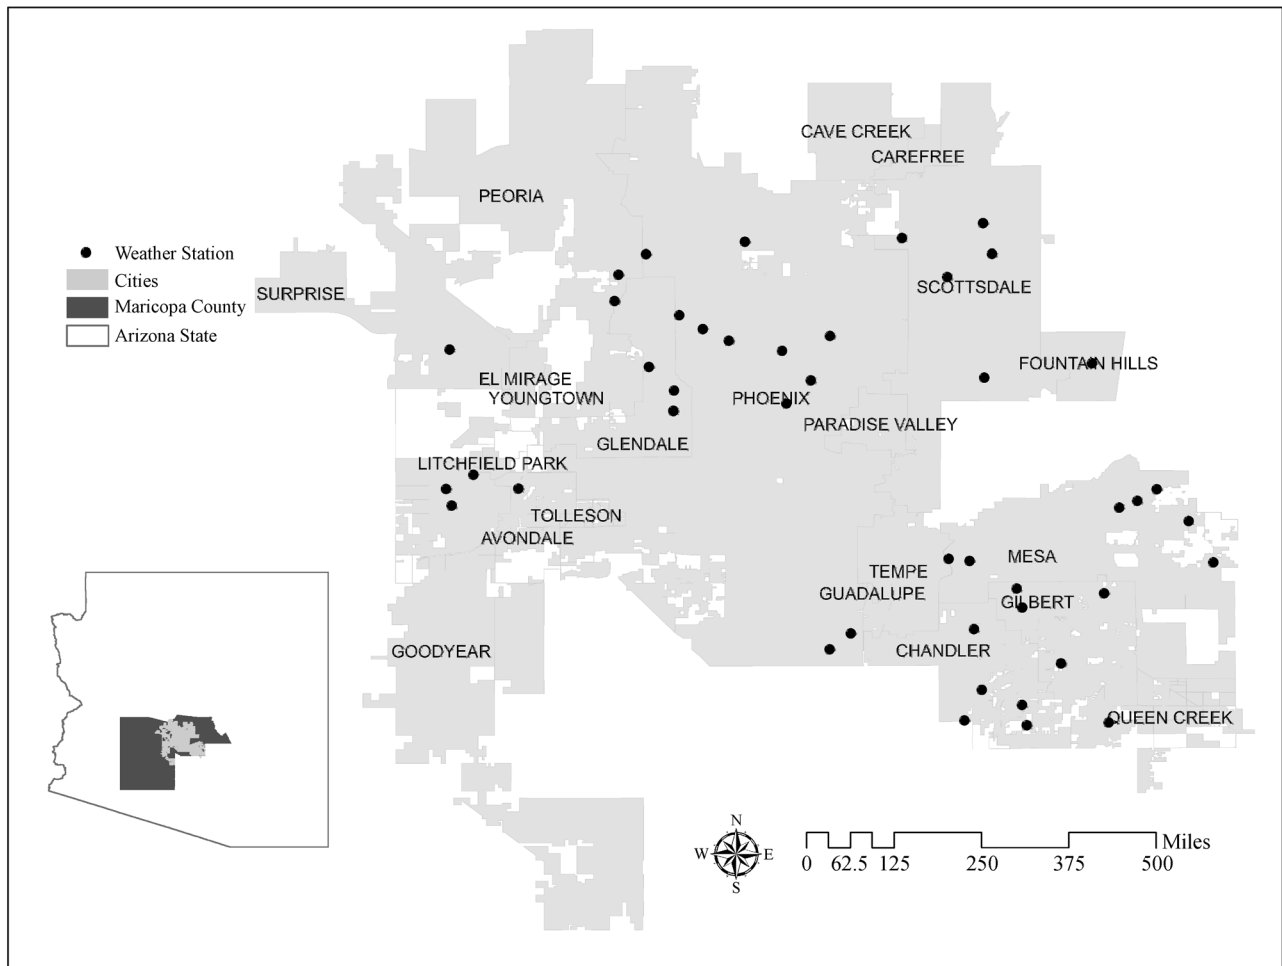 CAVE CREEK
CAREFREE
PEORIA
Weather Station
Cities
Maricopa County
Arizona State
SURPRISE
SCOTTSDALE
FOUNTAIN HILLS
EL MIRAGE
YOUNGTOWN
PHOENIX
PARADISE VALLEY
GLENDALE
LITCHFIELD PARK
TOLLESON
AVONDALE
MESA
TEMPE
GUADALUPE
GILBERT
GOODYEAR
CHANDLER
QUEEN CREEK
N
W E
S
Miles
0 62.5 125 250 375 500